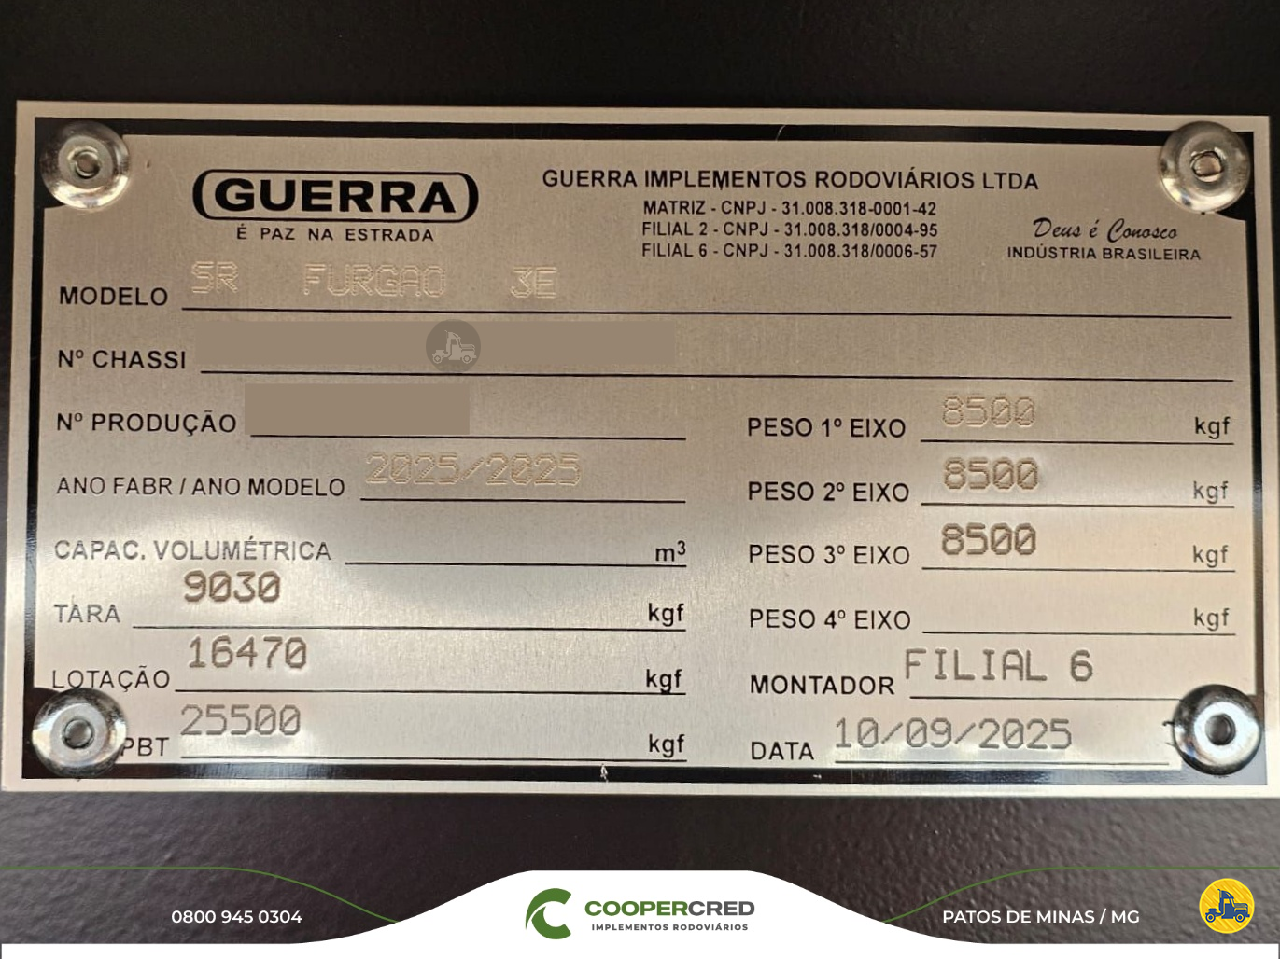 GUERRA
É PAZ NA ESTRADA
GUERRA IMPLEMENTOS RODOVIÁRIOS LTDA
MATRIZ - CNPJ - 31.008.318-0001-42
FILIAL 2 - CNPJ - 31.008.318/0004-95
FILIAL 6 - CNPJ - 31.008.318/0006-57
Deus é Conosco
INDÚSTRIA BRASILEIRA
MODELO SR FURGAO 3E
Nº CHASSI
Nº PRODUÇÃO
ANO FABR / ANO MODELO 2025/2025
CAPAC. VOLUMÉTRICA m³
TARA 9030 kgf
LOTAÇÃO 16470 kgf
PBT 25500 kgf
PESO 1º EIXO 8500 kgf
PESO 2º EIXO 8500 kgf
PESO 3º EIXO 8500 kgf
PESO 4º EIXO kgf
MONTADOR FILIAL 6
DATA 10/09/2025
0800 945 0304
COOPERCRED
IMPLEMENTOS RODOVIÁRIOS
PATOS DE MINAS / MG